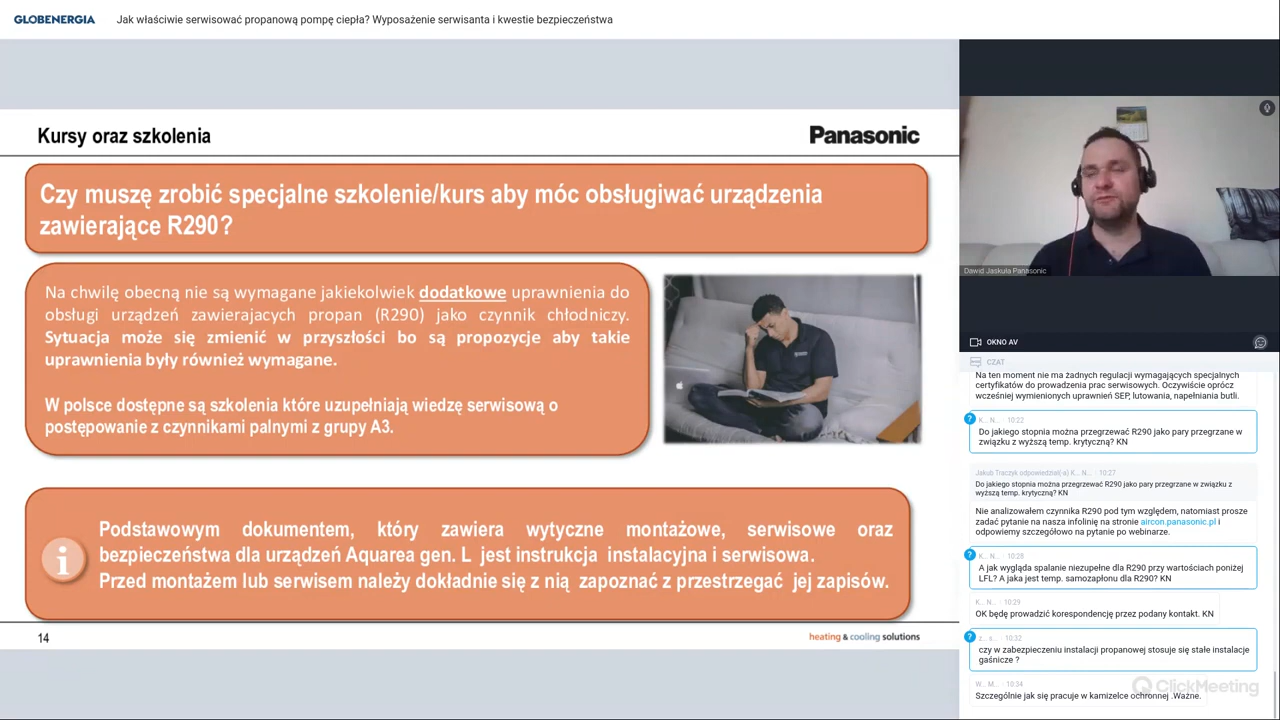 GLOBENERGIA
Jak właściwie serwisować propanową pompę ciepła? Wyposażenie serwisanta i kwestie bezpieczeństwa
Kursy oraz szkolenia
Panasonic
Czy muszę zrobić specjalne szkolenie/kurs aby móc obsługiwać urządzenia
zawierające R290?
Na chwilę obecną nie są wymagane jakiekolwiek dodatkowe uprawnienia do
obsługi urządzeń zawierajacych propan (R290) jako czynnik chłodniczy.
Sytuacja może się zmienić w przyszłości bo są propozycje aby takie
uprawnienia były również wymagane.
W polsce dostępne są szkolenia które uzupełniają wiedzę serwisową o
postępowanie z czynnikami palnymi z grupy A3.
i
Podstawowym dokumentem, który zawiera wytyczne montażowe, serwisowe oraz
bezpieczeństwa dla urządzeń Aquarea gen. L jest instrukcja instalacyjna i serwisowa.
Przed montażem lub serwisem należy dokładnie się z nią zapoznać z przestrzegać jej zapisów.
14
heating & cooling solutions
Dawid Jaskuła Panasonic
OKNO AV
CZAT
Na ten moment nie ma żadnych regulacji wymagających specjalnych
certyfikatów do prowadzenia prac serwisowych. Oczywiście oprócz
wcześniej wymienionych uprawnień SEP, lutowania, napełniania butli.
?
K... N... · 10:22
Do jakiego stopnia można przegrzewać R290 jako pary przegrzane w
związku z wyższą temp. krytyczną? KN
Jakub Traczyk odpowiedział(-a) K... N... · 10:27
Do jakiego stopnia można przegrzewać R290 jako pary przegrzane w związku z
wyższą temp. krytyczną? KN
Nie analizowałem czynnika R290 pod tym względem, natomiast prosze
zadać pytanie na nasza infolinię na stronie aircon.panasonic.pl i
odpowiemy szczegółowo na pytanie po webinarze.
?
K... N... · 10:28
A jak wygląda spalanie niezupełne dla R290 przy wartościach poniżej
LFL? A jaka jest temp. samozapłonu dla R290? KN
K... N... · 10:29
OK będę prowadzić korespondencję przez podany kontakt. KN
?
z... e... · 10:32
czy w zabezpieczeniu instalacji propanowej stosuje się stałe instalacje
gaśnicze ?
W... M... · 10:34
Szczególnie jak się pracuje w kamizelce ochronnej .Ważne.
ClickMeeting